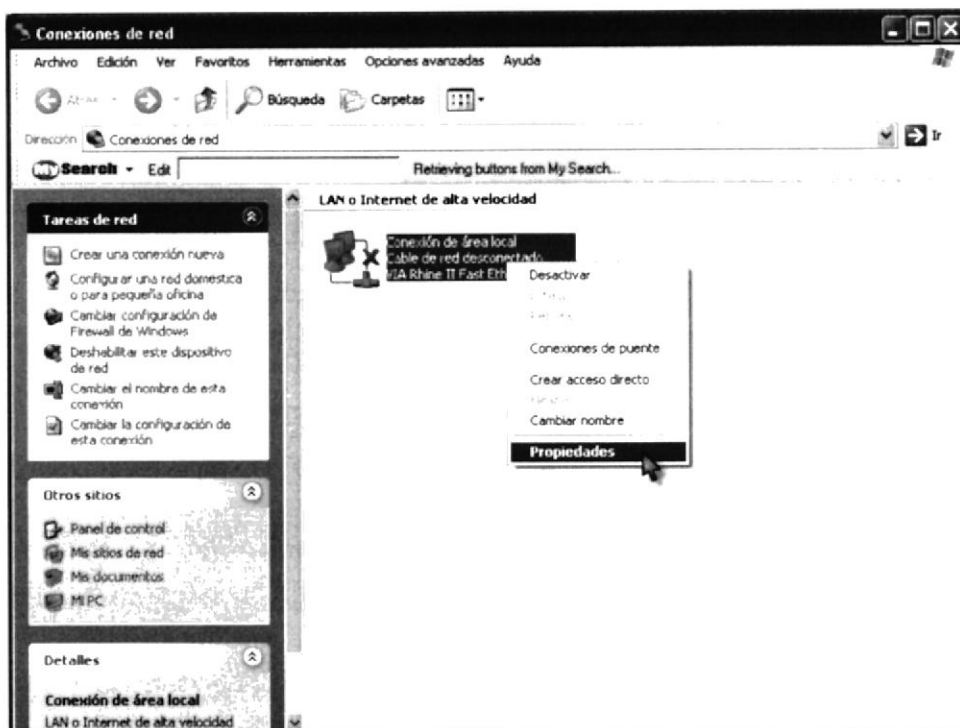 Conexiones de red
Archivo Edición Ver Favoritos Herramientas Opciones avanzadas Ayuda
Atrás Búsqueda Carpetas
Dirección Conexiones de red Ir
Search Edit Retrieving buttons from My Search...
Tareas de red
Crear una conexión nueva
Configurar una red doméstica
o para pequeña oficina
Cambiar configuración de
Firewall de Windows
Deshabilitar este dispositivo
de red
Cambiar el nombre de esta
conexión
Cambiar la configuración de
esta conexión
Otros sitios
Panel de control
Mis sitios de red
Mis documentos
Mi PC
Detalles
Conexión de área local
LAN o Internet de alta velocidad
LAN o Internet de alta velocidad
Conexión de área local
Cable de red desconectado
VIA Rhine II Fast Eth
Desactivar
Conexiones de puente
Crear acceso directo
Cambiar nombre
Propiedades